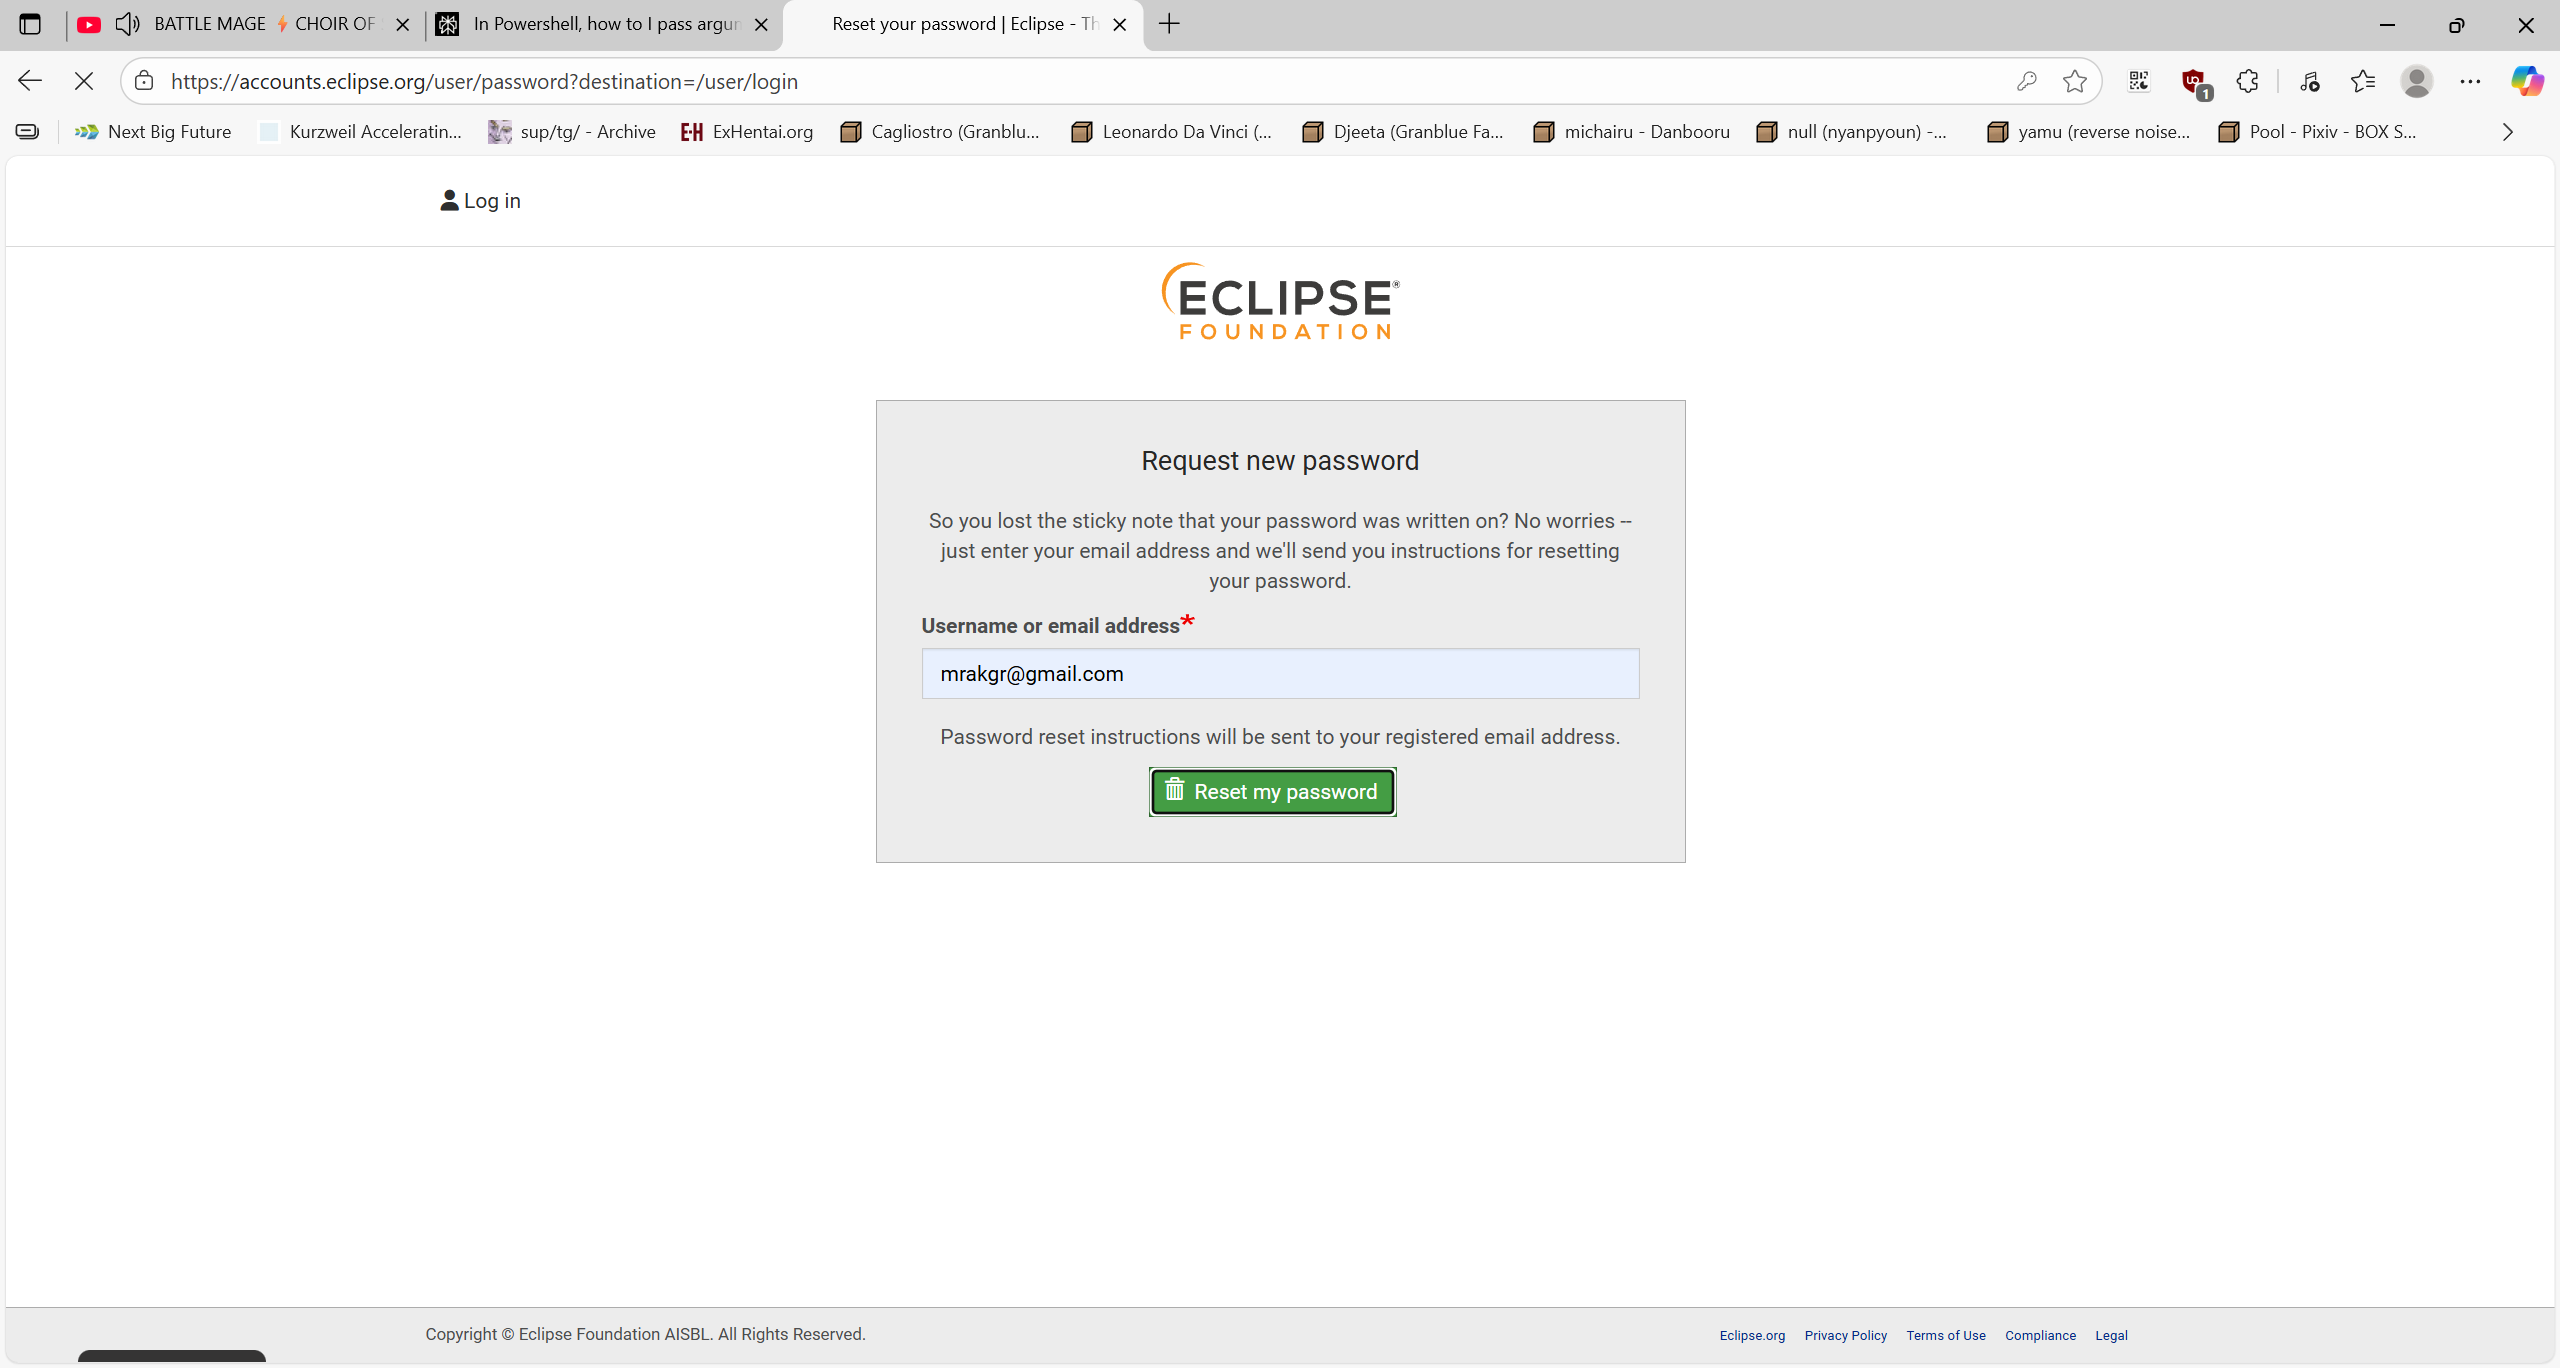 BATTLE MAGE ⚡ CHOIR OF
In Powershell, how to I pass argum
Reset your password | Eclipse - Th
https://accounts.eclipse.org/user/password?destination=/user/login
1
Next Big Future
Kurzweil Acceleratin...
sup/tg/ - Archive
E-H ExHentai.org
Cagliostro (Granblu...
Leonardo Da Vinci (...
Djeeta (Granblue Fa...
michairu - Danbooru
null (nyanpyoun) -...
yamu (reverse noise...
Pool - Pixiv - BOX S...
Log in
ECLIPSE®
FOUNDATION
Request new password
So you lost the sticky note that your password was written on? No worries --
just enter your email address and we'll send you instructions for resetting
your password.
Username or email address*
mrakgr@gmail.com
Password reset instructions will be sent to your registered email address.
Reset my password
Copyright © Eclipse Foundation AISBL. All Rights Reserved.
Eclipse.org Privacy Policy Terms of Use Compliance Legal